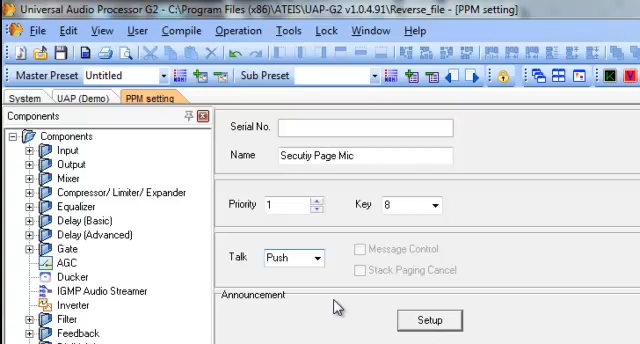 Universal Audio Processor G2 - C:\Program Files (x86)\ATEIS\UAP-G2 v1.0.4.91\Reverse_file - [PPM setting]
File Edit View User Compile Operation Tools Lock Window Help
Master Preset Untitled Sub Preset
System UAP (Demo) PPM setting
Components
Components
Input
Output
Mixer
Compressor/ Limiter/ Expander
Equalizer
Delay (Basic)
Delay (Advanced)
Gate
AGC
Ducker
IGMP Audio Streamer
Inverter
Filter
Feedback
Serial No.
Name Secutiy Page Mic
Priority 1 Key 8
Talk Push Message Control
Stack Paging Cancel
Announcement
Setup